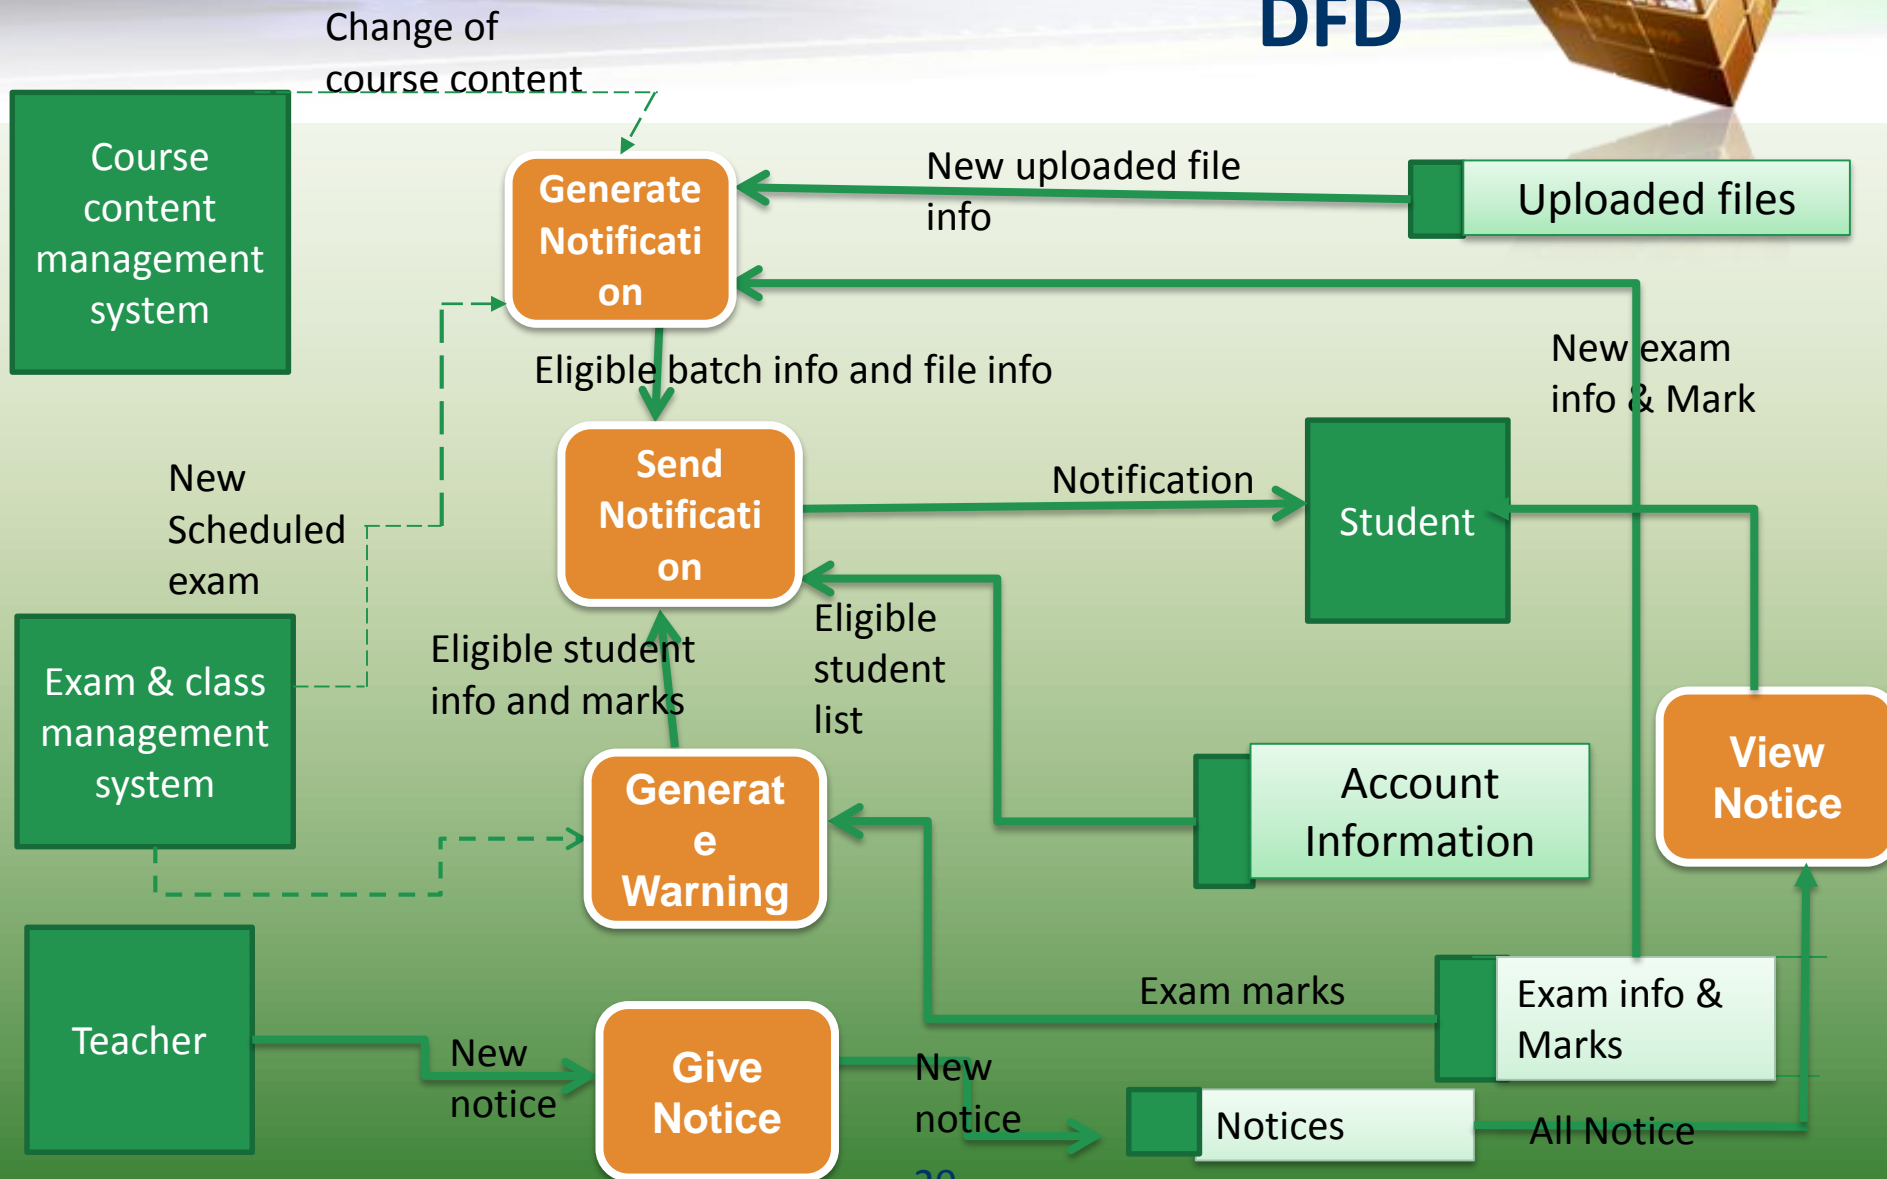 DFD
Change of
course content
Course
content
management
system
Generate
Notificati
on
New uploaded file
info
Uploaded files
Eligible batch info and file info
New exam
info & Mark
New
Scheduled
exam
Send
Notificati
on
Notification
Student
Exam & class
management
system
Eligible student
info and marks
Eligible
student
list
Generat
e
Warning
Account
Information
View
Notice
Teacher
New
notice
Give
Notice
New
notice
Exam marks
Exam info &
Marks
Notices
All Notice